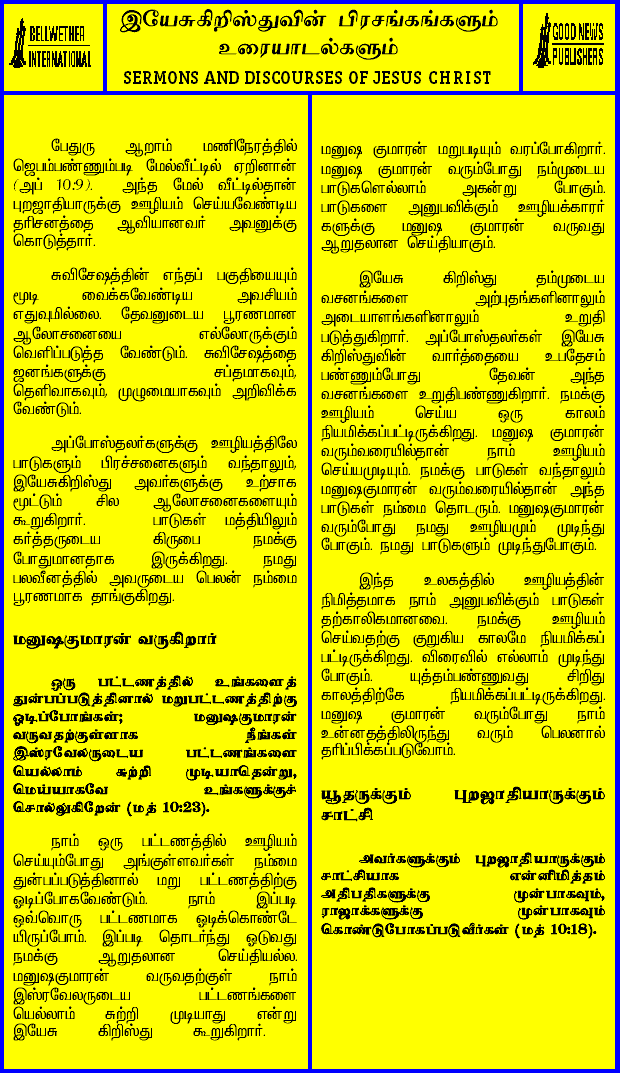 BELLWETHER
INTERNATIONAL
இயேசுகிறிஸ்துவின் பிரசங்கங்களும்
உரையாடல்களும்
SERMONS AND DISCOURSES OF JESUS CHRIST
GOOD NEWS
PUBLISHERS
பேதுரு ஆறாம் மணிநேரத்தில்
ஜெபம்பண்ணும்படி மேல்வீட்டில் ஏறினான்
(அப் 10:9). அந்த மேல் வீட்டில்தான்
புறஜாதியாருக்கு ஊழியம் செய்யவேண்டிய
தரிசனத்தை ஆவியானவர் அவனுக்கு
கொடுத்தார்.
சுவிசேஷத்தின் எந்தப் பகுதியையும்
மூடி வைக்கவேண்டிய அவசியம்
எதுவுமில்லை. தேவனுடைய பூரணமான
ஆலோசனையை எல்லோருக்கும்
வெளிப்படுத்த வேண்டும். சுவிசேஷத்தை
ஜனங்களுக்கு சப்தமாகவும்,
தெளிவாகவும், முழுமையாகவும் அறிவிக்க
வேண்டும்.
அப்போஸ்தலர்களுக்கு ஊழியத்திலே
பாடுகளும் பிரச்சனைகளும் வந்தாலும்,
இயேசுகிறிஸ்து அவர்களுக்கு உற்சாக
மூட்டும் சில ஆலோசனைகளையும்
கூறுகிறார். பாடுகள் மத்தியிலும்
கர்த்தருடைய கிருபை நமக்கு
போதுமானதாக இருக்கிறது. நமது
பலவீனத்தில் அவருடைய பெலன் நம்மை
பூரணமாக தாங்குகிறது.
மனுஷகுமாரன் வருகிறார்
ஒரு பட்டணத்தில் உங்களைத்
துன்பப்படுத்தினால் மறுபட்டணத்திற்கு
ஓடிப்போங்கள்; மனுஷகுமாரன்
வருவதற்குள்ளாக நீங்கள்
இஸ்ரவேலருடைய பட்டணங்களை
யெல்லாம் சுற்றி முடியாதென்று,
மெய்யாகவே உங்களுக்குச்
சொல்லுகிறேன் (மத் 10:23).
நாம் ஒரு பட்டணத்தில் ஊழியம்
செய்யும்போது அங்குள்ளவர்கள் நம்மை
துன்பப்படுத்தினால் மறு பட்டணத்திற்கு
ஓடிப்போகவேண்டும். நாம் இப்படி
ஒவ்வொரு பட்டணமாக ஓடிக்கொண்டே
யிருப்போம். இப்படி தொடர்ந்து ஓடுவது
நமக்கு ஆறுதலான செய்தியல்ல.
மனுஷகுமாரன் வருவதற்குள் நாம்
இஸ்ரவேலருடைய பட்டணங்களை
யெல்லாம் சுற்றி முடியாது என்று
இயேசு கிறிஸ்து கூறுகிறார்.
மனுஷ குமாரன் மறுபடியும் வரப்போகிறார்.
மனுஷ குமாரன் வரும்போது நம்முடைய
பாடுகளெல்லாம் அகன்று போகும்.
பாடுகளை அனுபவிக்கும் ஊழியக்காரர்
களுக்கு மனுஷ குமாரன் வருவது
ஆறுதலான செய்தியாகும்.
இயேசு கிறிஸ்து தம்முடைய
வசனங்களை அற்புதங்களினாலும்
அடையாளங்களினாலும் உறுதி
படுத்துகிறார். அப்போஸ்தலர்கள் இயேசு
கிறிஸ்துவின் வார்த்தையை உபதேசம்
பண்ணும்போது தேவன் அந்த
வசனங்களை உறுதிபண்ணுகிறார். நமக்கு
ஊழியம் செய்ய ஒரு காலம்
நியமிக்கப்பட்டிருக்கிறது. மனுஷ குமாரன்
வரும்வரையில்தான் நாம் ஊழியம்
செய்யமுடியும். நமக்கு பாடுகள் வந்தாலும்
மனுஷகுமாரன் வரும்வரையில்தான் அந்த
பாடுகள் நம்மை தொடரும். மனுஷகுமாரன்
வரும்போது நமது ஊழியமும் முடிந்து
போகும். நமது பாடுகளும் முடிந்துபோகும்.
இந்த உலகத்தில் ஊழியத்தின்
நிமித்தமாக நாம் அனுபவிக்கும் பாடுகள்
தற்காலிகமானவை. நமக்கு ஊழியம்
செய்வதற்கு குறுகிய காலமே நியமிக்கப்
பட்டிருக்கிறது. விரைவில் எல்லாம் முடிந்து
போகும். யுத்தம்பண்ணுவது சிறிது
காலத்திற்கே நியமிக்கப்பட்டிருக்கிறது.
மனுஷ குமாரன் வரும்போது நாம்
உன்னதத்திலிருந்து வரும் பெலனால்
தரிப்பிக்கப்படுவோம்.
யூதருக்கும் புறஜாதியாருக்கும்
சாட்சி
அவர்களுக்கும் புறஜாதியாருக்கும்
சாட்சியாக என்னிமித்தம்
அதிபதிகளுக்கு முன்பாகவும்,
ராஜாக்களுக்கு முன்பாகவும்
கொண்டுபோகப்படுவீர்கள் (மத் 10:18).